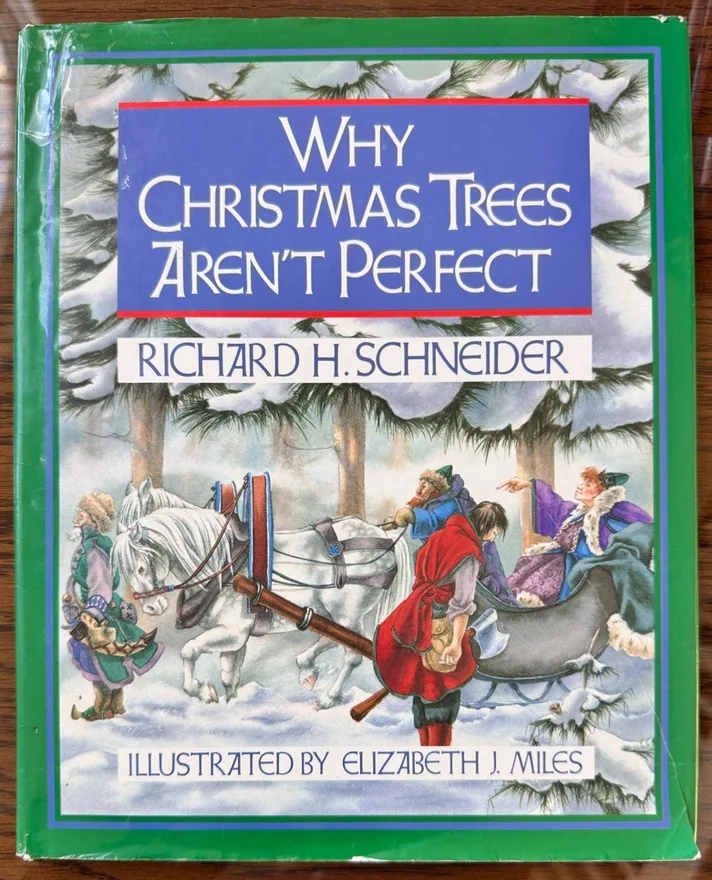 WHY
CHRISTMAS TREES
AREN'T PERFECT
RICHARD H. SCHNEIDER
ILLUSTRATED BY ELIZABETH J. MILES